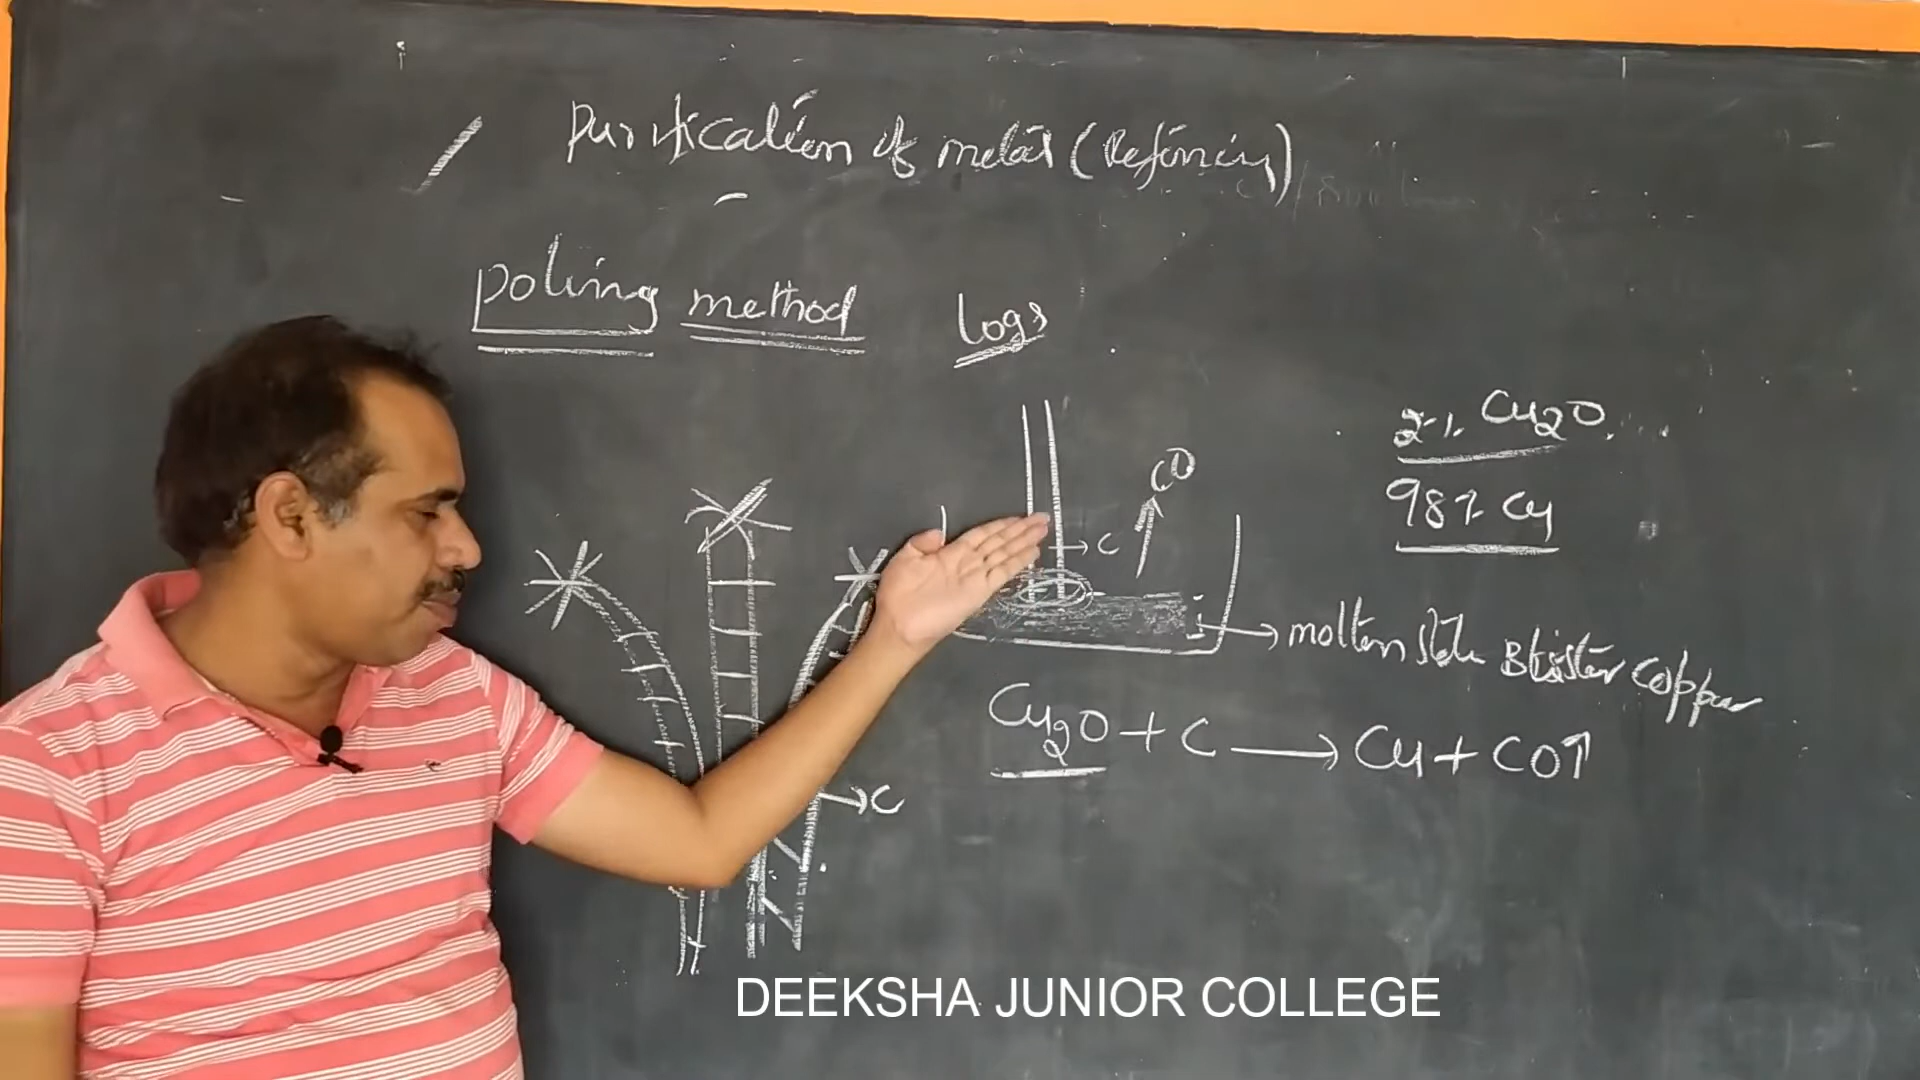 Purification of metals (Refining)
Poling method
Logs
2% Cu₂O
98% Cu
CO
C
molten state Blister Copper
Cu₂O + C → Cu + CO↑
C
DEEKSHA JUNIOR COLLEGE